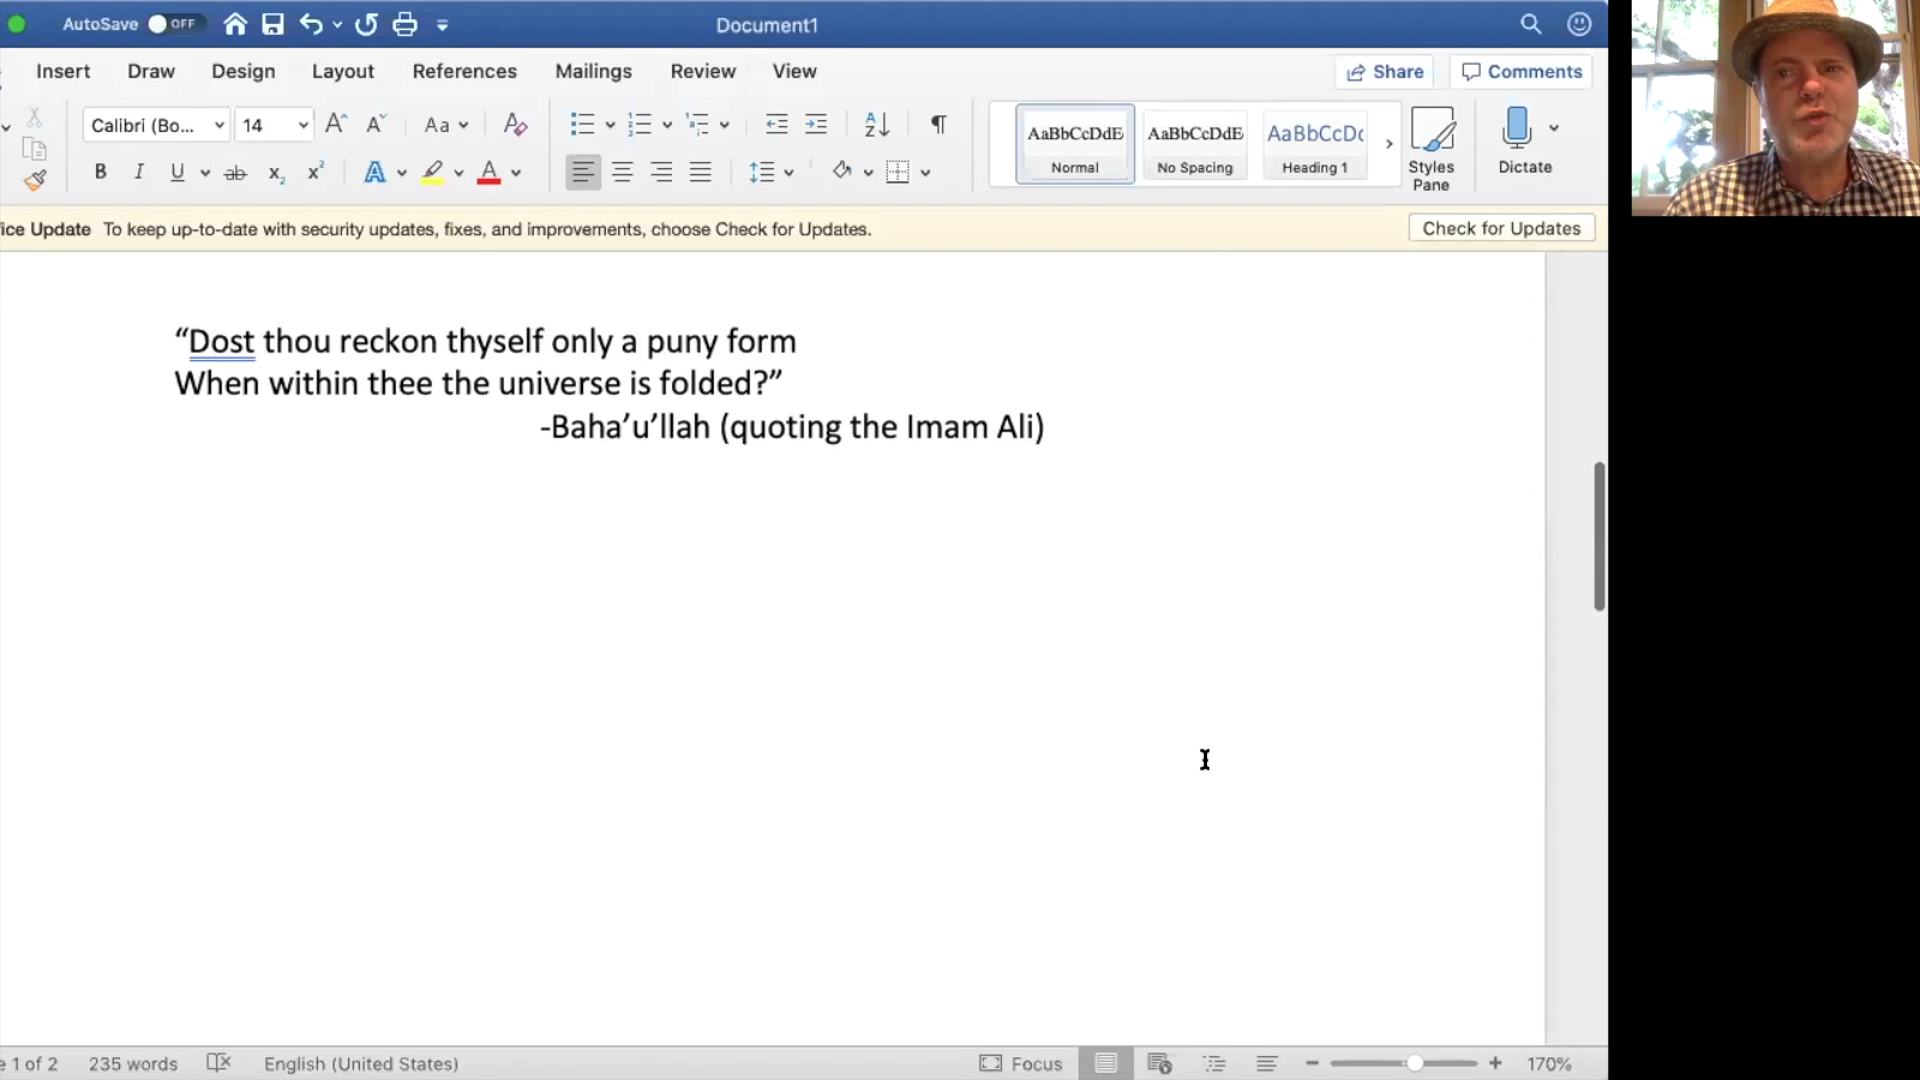 AutoSave OFF Document1
Insert Draw Design Layout References Mailings Review View Share Comments
Calibri (Bo... 14 Aa AaBbCcDdE AaBbCcDdE AaBbCcDc
Normal No Spacing Heading 1 Styles Pane Dictate
ice Update To keep up-to-date with security updates, fixes, and improvements, choose Check for Updates. Check for Updates
“Dost thou reckon thyself only a puny form
When within thee the universe is folded?”
-Baha’u’llah (quoting the Imam Ali)
e 1 of 2 235 words English (United States) Focus 170%